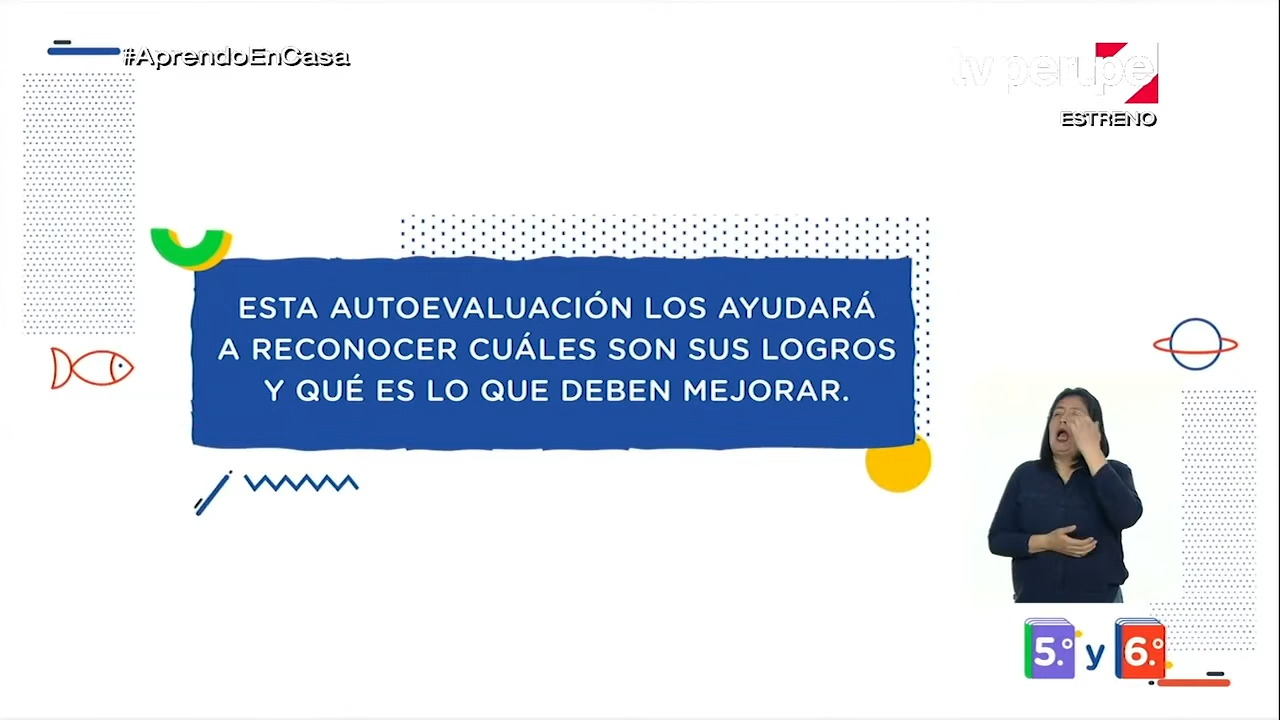 #AprendoEnCasa
tvperu.pe
ESTRENO
ESTA AUTOEVALUACIÓN LOS AYUDARÁ
A RECONOCER CUÁLES SON SUS LOGROS
Y QUÉ ES LO QUE DEBEN MEJORAR.
5.º y 6.º